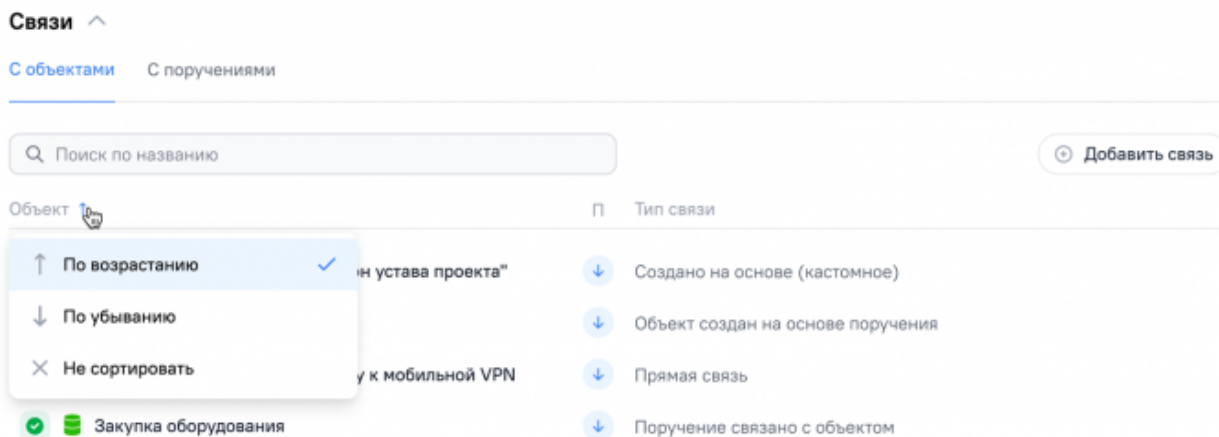 Связи
С объектами С поручениями
Поиск по названию Добавить связь
Объект П Тип связи
По возрастанию устава проекта" Создано на основе (кастомное)
По убыванию Объект создан на основе поручения
Не сортировать к мобильной VPN Прямая связь
Закупка оборудования Поручение связано с объектом